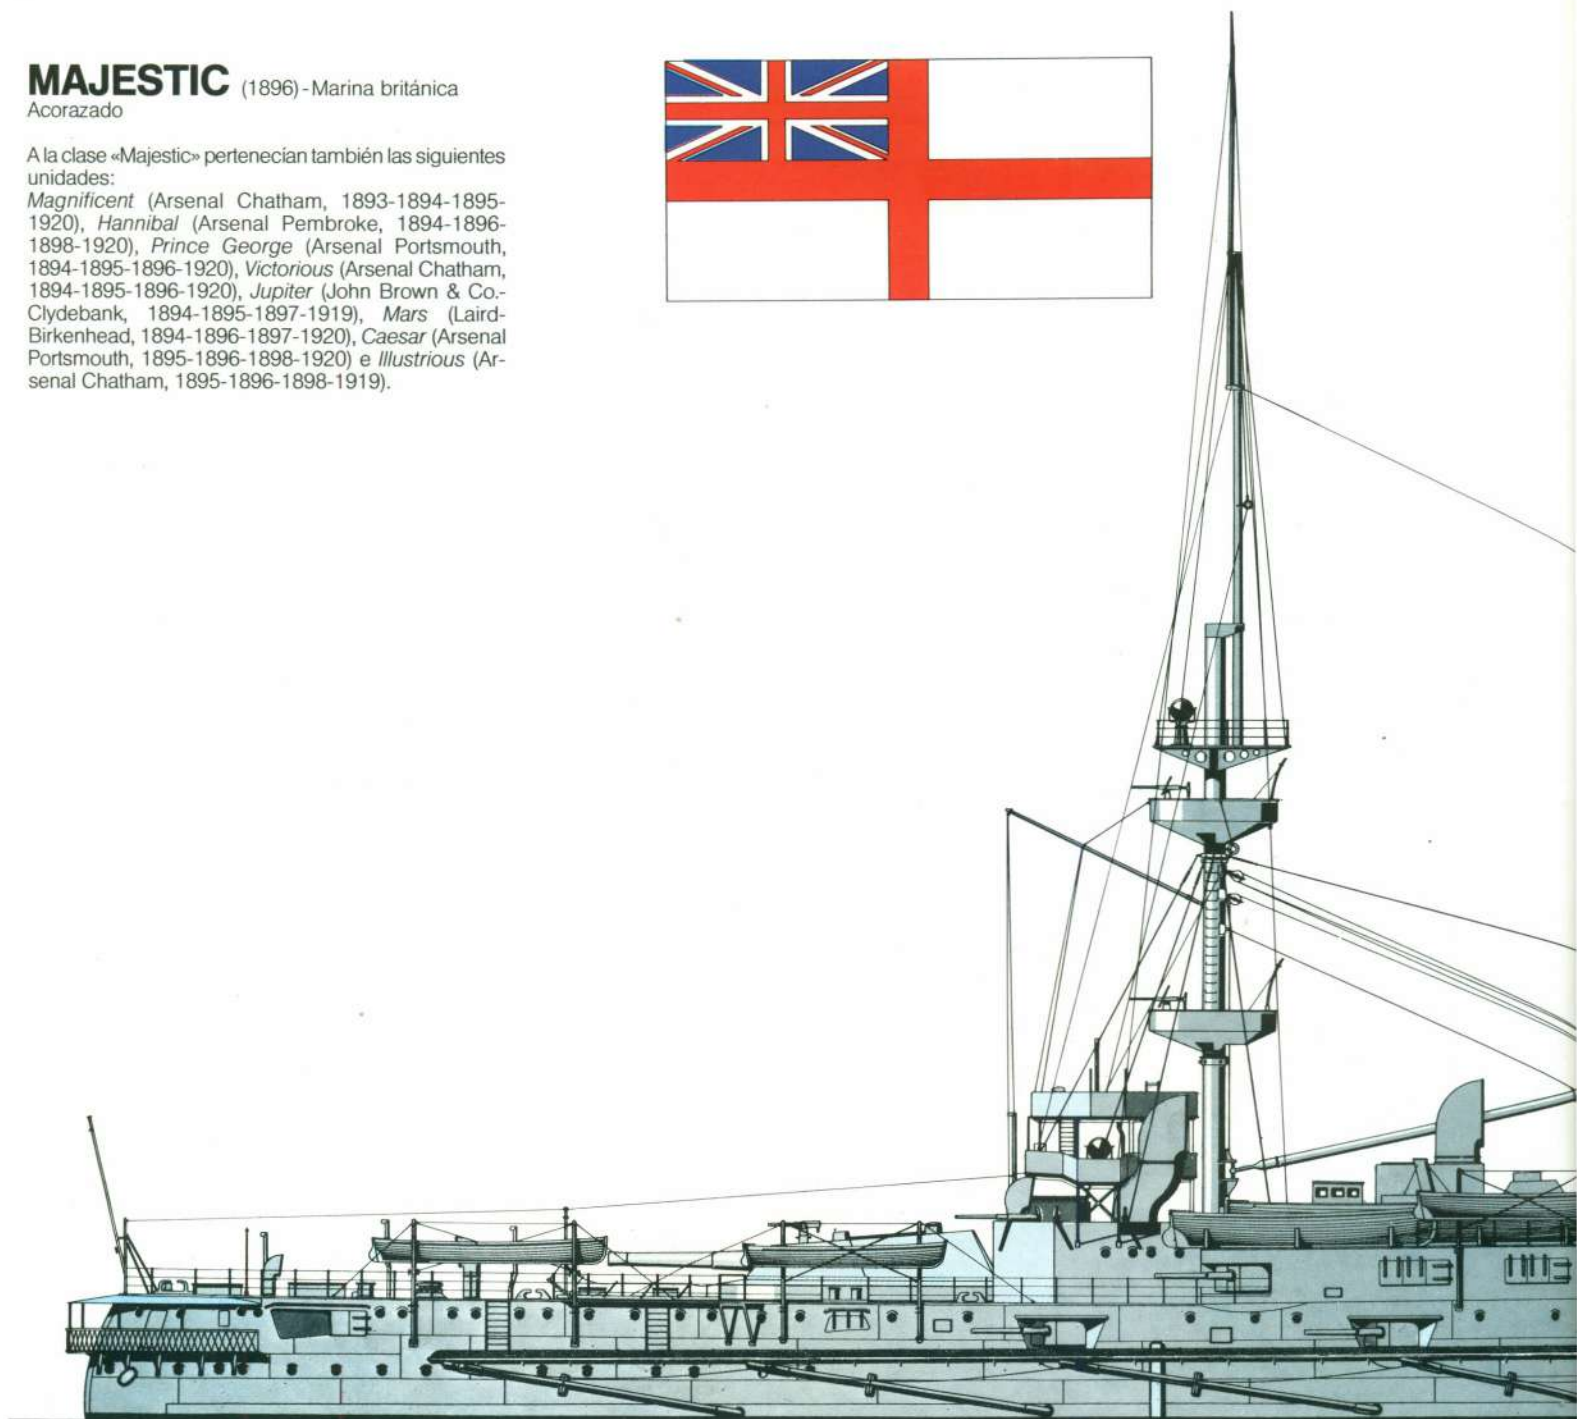 MAJESTIC (1896) - Marina británica
Acorazado
A la clase «Majestic» pertenecían también las siguientes
unidades:
Magnificent (Arsenal Chatham, 1893-1894-1895-
1920), Hannibal (Arsenal Pembroke, 1894-1896-
1898-1920), Prince George (Arsenal Portsmouth,
1894-1895-1896-1920), Victorious (Arsenal Chatham,
1894-1895-1896-1920), Jupiter (John Brown & Co.-
Clydebank, 1894-1895-1897-1919), Mars (Laird-
Birkenhead, 1894-1896-1897-1920), Caesar (Arsenal
Portsmouth, 1895-1896-1898-1920) e Illustrious (Ar-
senal Chatham, 1895-1896-1898-1919).